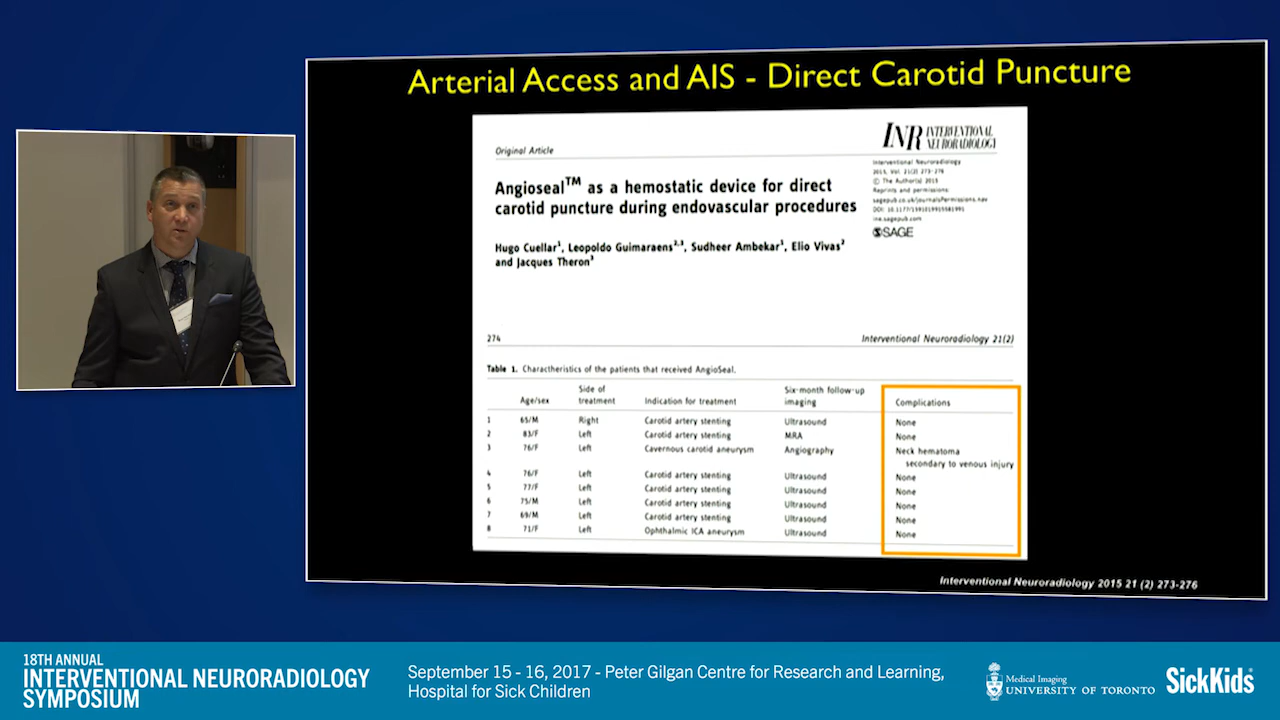 Arterial Access and AIS - Direct Carotid Puncture
Original Article
INR INTERVENTIONAL
NEURORADIOLOGY
Angioseal™ as a hemostatic device for direct
carotid puncture during endovascular procedures
Interventional Neuroradiology
2015, Vol. 21(2) 273–276
© The Author(s) 2015
Reprints and permissions:
sagepub.co.uk/journalsPermissions.nav
ine.sagepub.com
SAGE
Hugo Cuellar¹, Leopoldo Guimaraens²,³, Sudheer Ambekar¹, Elio Vivas²
and Jacques Theron³
274
Interventional Neuroradiology 21(2)
Table 1. Characteristics of the patients that received AngioSeal.
Age/sex Side of treatment Indication for treatment Six-month follow-up imaging Complications
1 65/M Right Carotid artery stenting Ultrasound None
2 83/F Left Carotid artery stenting MRA None
3 76/F Left Cavernous carotid aneurysm Angiography Neck hematoma
secondary to venous injury
4 76/F Left Carotid artery stenting Ultrasound None
5 77/F Left Carotid artery stenting Ultrasound None
6 75/M Left Carotid artery stenting Ultrasound None
7 69/M Left Carotid artery stenting Ultrasound None
8 71/F Left Ophthalmic ICA aneurysm Ultrasound None
Interventional Neuroradiology 2015 21 (2) 273-276
18TH ANNUAL
INTERVENTIONAL NEURORADIOLOGY
SYMPOSIUM
September 15 - 16, 2017 - Peter Gilgan Centre for Research and Learning,
Hospital for Sick Children
Medical Imaging
UNIVERSITY OF TORONTO
SickKids